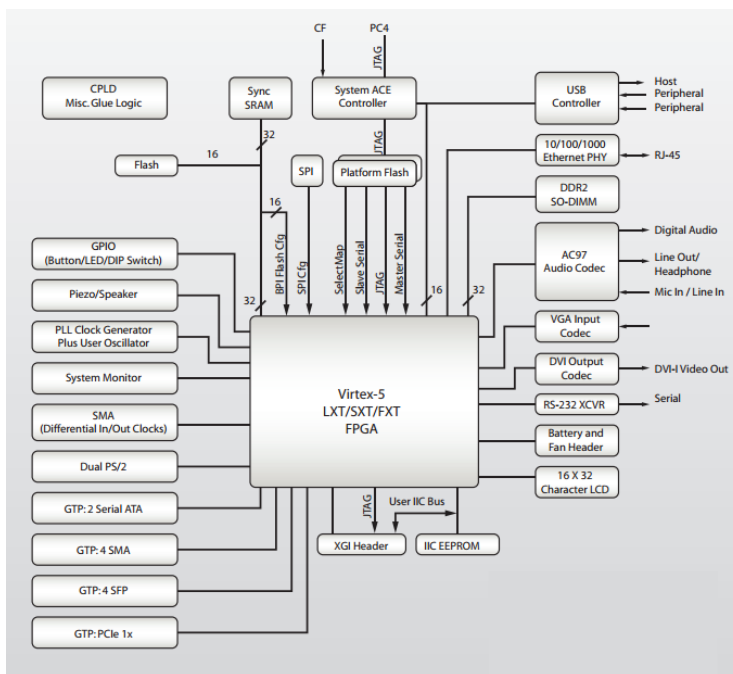 CF
PC4
JTAG
CPLD
Misc. Glue Logic
Sync
SRAM
System ACE
Controller
USB
Controller
Host
Peripheral
Peripheral
32
16
Flash
JTAG
10/100/1000
Ethernet PHY
RJ-45
SPI
Platform Flash
DDR2
SO-DIMM
16
BPI Flash Cfg
SPI Cfg
SelectMap
Slave Serial
JTAG
Master Serial
GPIO
(Button/LED/DIP Switch)
AC97
Audio Codec
Digital Audio
Line Out/
Headphone
Mic In / Line In
32
16
32
Piezo/Speaker
PLL Clock Generator
Plus User Oscillator
VGA Input
Codec
System Monitor
Virtex-5
LXT/SXT/FXT
FPGA
DVI Output
Codec
DVI-I Video Out
RS-232 XCVR
Serial
SMA
(Differential In/Out Clocks)
Battery and
Fan Header
Dual PS/2
16 X 32
Character LCD
GTP: 2 Serial ATA
JTAG
User IIC Bus
XGI Header
IIC EEPROM
GTP: 4 SMA
GTP: 4 SFP
GTP: PCIe 1x